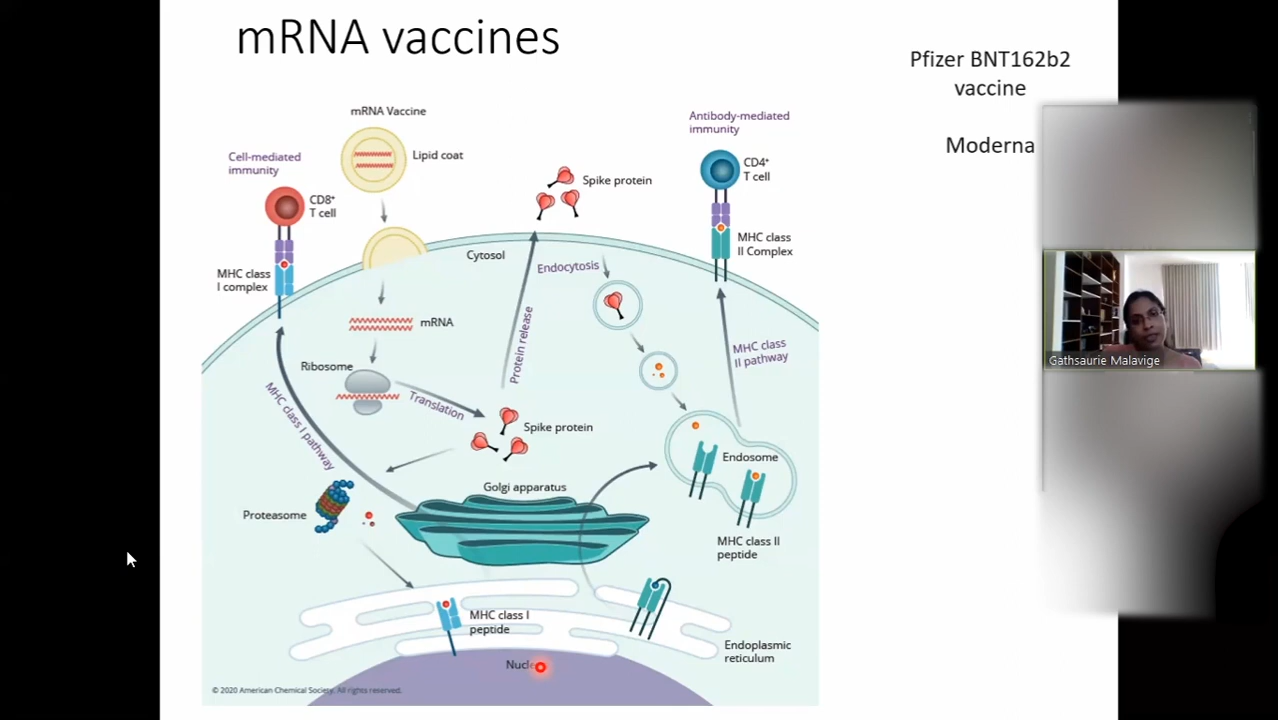 mRNA vaccines
Pfizer BNT162b2
vaccine
Moderna
mRNA Vaccine
Lipid coat
Cell-mediated
immunity
CD8⁺
T cell
MHC class
I complex
Spike protein
Antibody-mediated
immunity
CD4⁺
T cell
MHC class
II Complex
Cytosol
Endocytosis
mRNA
Ribosome
Translation
Protein release
MHC class I pathway
Spike protein
MHC class
II pathway
Endosome
Golgi apparatus
Proteasome
MHC class II
peptide
MHC class I
peptide
Endoplasmic
reticulum
© 2020 American Chemical Society. All rights reserved.
Gathsaurie Malavige